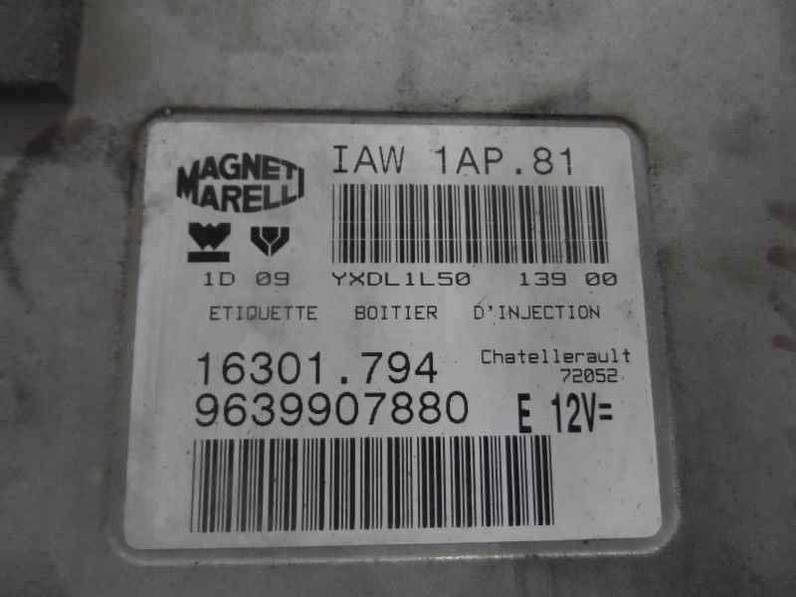 MAGNETI
MARELLI
IAW 1AP.81
1D 09 YXDL1L50 139 00
ETIQUETTE BOITIER D'INJECTION
16301.794
Chatellerault
72052
9639907880 E 12V=